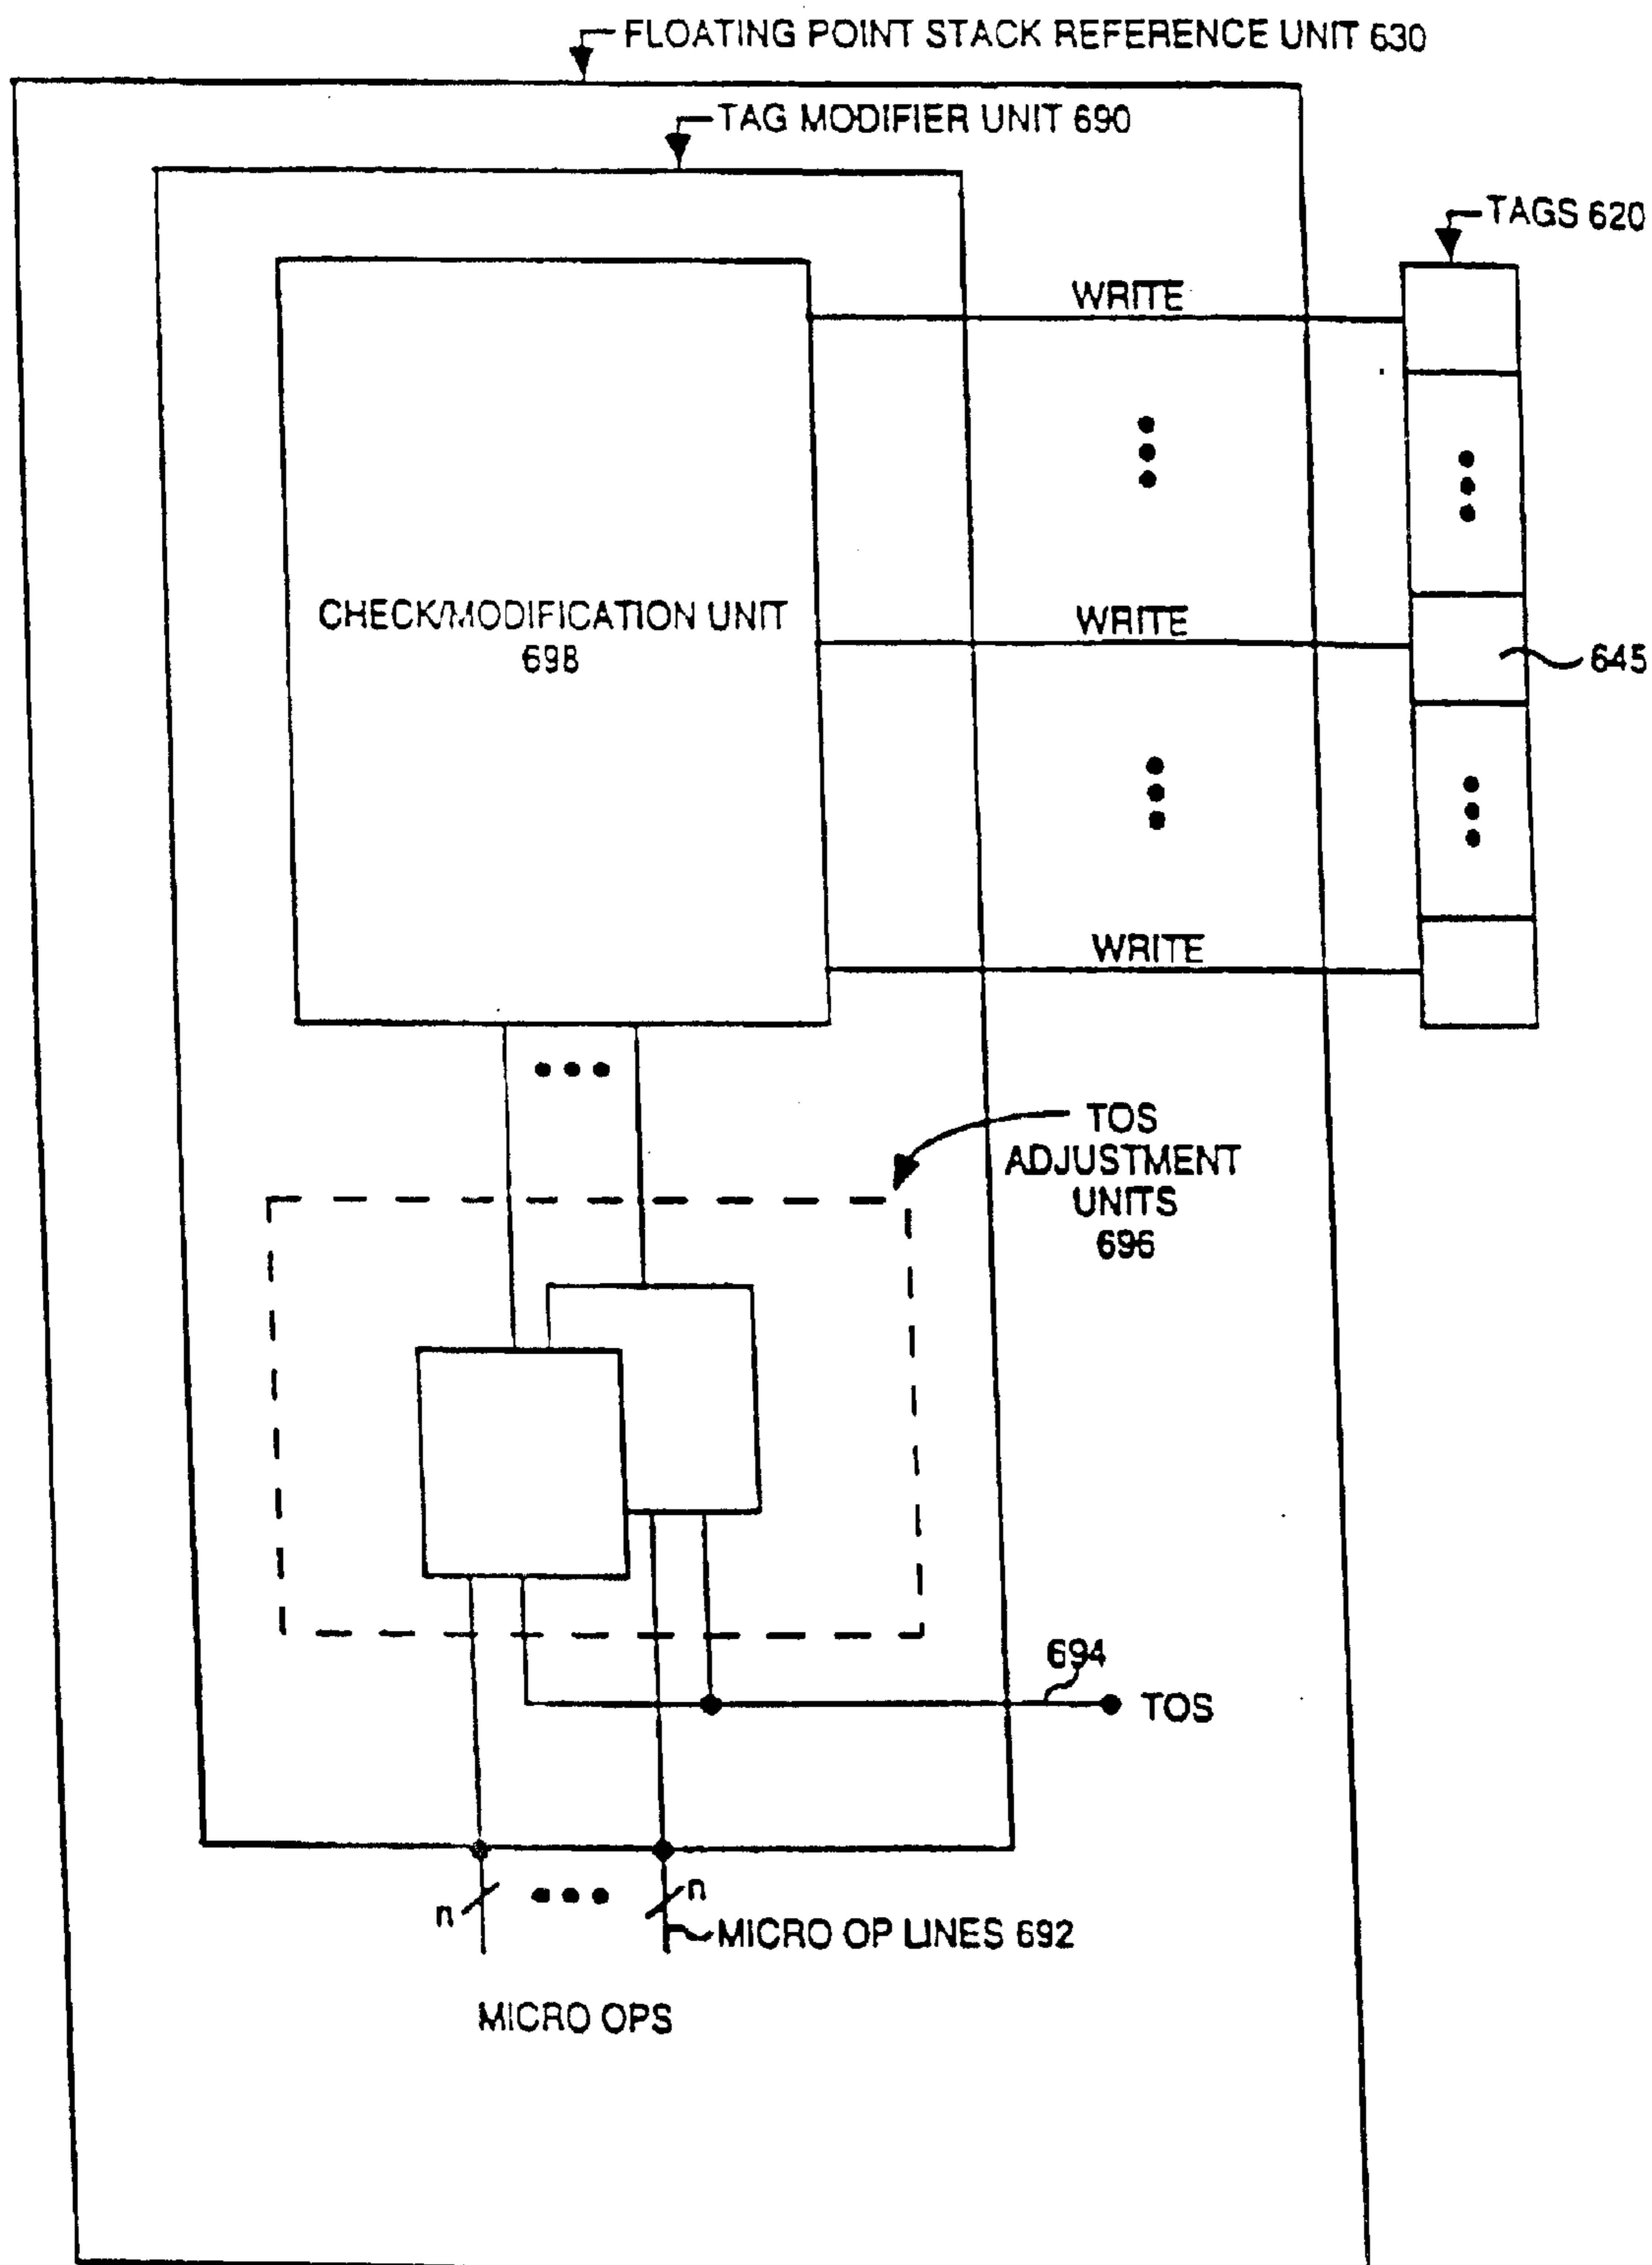 FLOATING POINT STACK REFERENCE UNIT 630
TAG MODIFIER UNIT 690
TAGS 620
WRITE
CHECK/MODIFICATION UNIT
698
WRITE
645
WRITE
TOS
ADJUSTMENT
UNITS
696
694
TOS
n
n
MICRO OP LINES 692
MICRO OPS